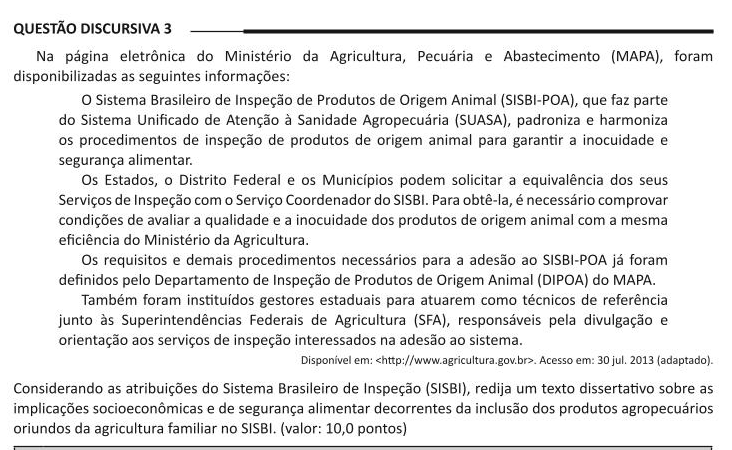 QUESTÃO DISCURSIVA 3
Na página eletrônica do Ministério da Agricultura, Pecuária e Abastecimento (MAPA), foram
disponibilizadas as seguintes informações:
O Sistema Brasileiro de Inspeção de Produtos de Origem Animal (SISBI-POA), que faz parte
do Sistema Unificado de Atenção à Sanidade Agropecuária (SUASA), padroniza e harmoniza
os procedimentos de inspeção de produtos de origem animal para garantir a inocuidade e
segurança alimentar.
Os Estados, o Distrito Federal e os Municípios podem solicitar a equivalência dos seus
Serviços de Inspeção com o Serviço Coordenador do SISBI. Para obtê-la, é necessário comprovar
condições de avaliar a qualidade e a inocuidade dos produtos de origem animal com a mesma
eficiência do Ministério da Agricultura.
Os requisitos e demais procedimentos necessários para a adesão ao SISBI-POA já foram
definidos pelo Departamento de Inspeção de Produtos de Origem Animal (DIPOA) do MAPA.
Também foram instituídos gestores estaduais para atuarem como técnicos de referência
junto às Superintendências Federais de Agricultura (SFA), responsáveis pela divulgação e
orientação aos serviços de inspeção interessados na adesão ao sistema.
Disponível em: <http://www.agricultura.gov.br>. Acesso em: 30 jul. 2013 (adaptado).
Considerando as atribuições do Sistema Brasileiro de Inspeção (SISBI), redija um texto dissertativo sobre as
implicações socioeconômicas e de segurança alimentar decorrentes da inclusão dos produtos agropecuários
oriundos da agricultura familiar no SISBI. (valor: 10,0 pontos)